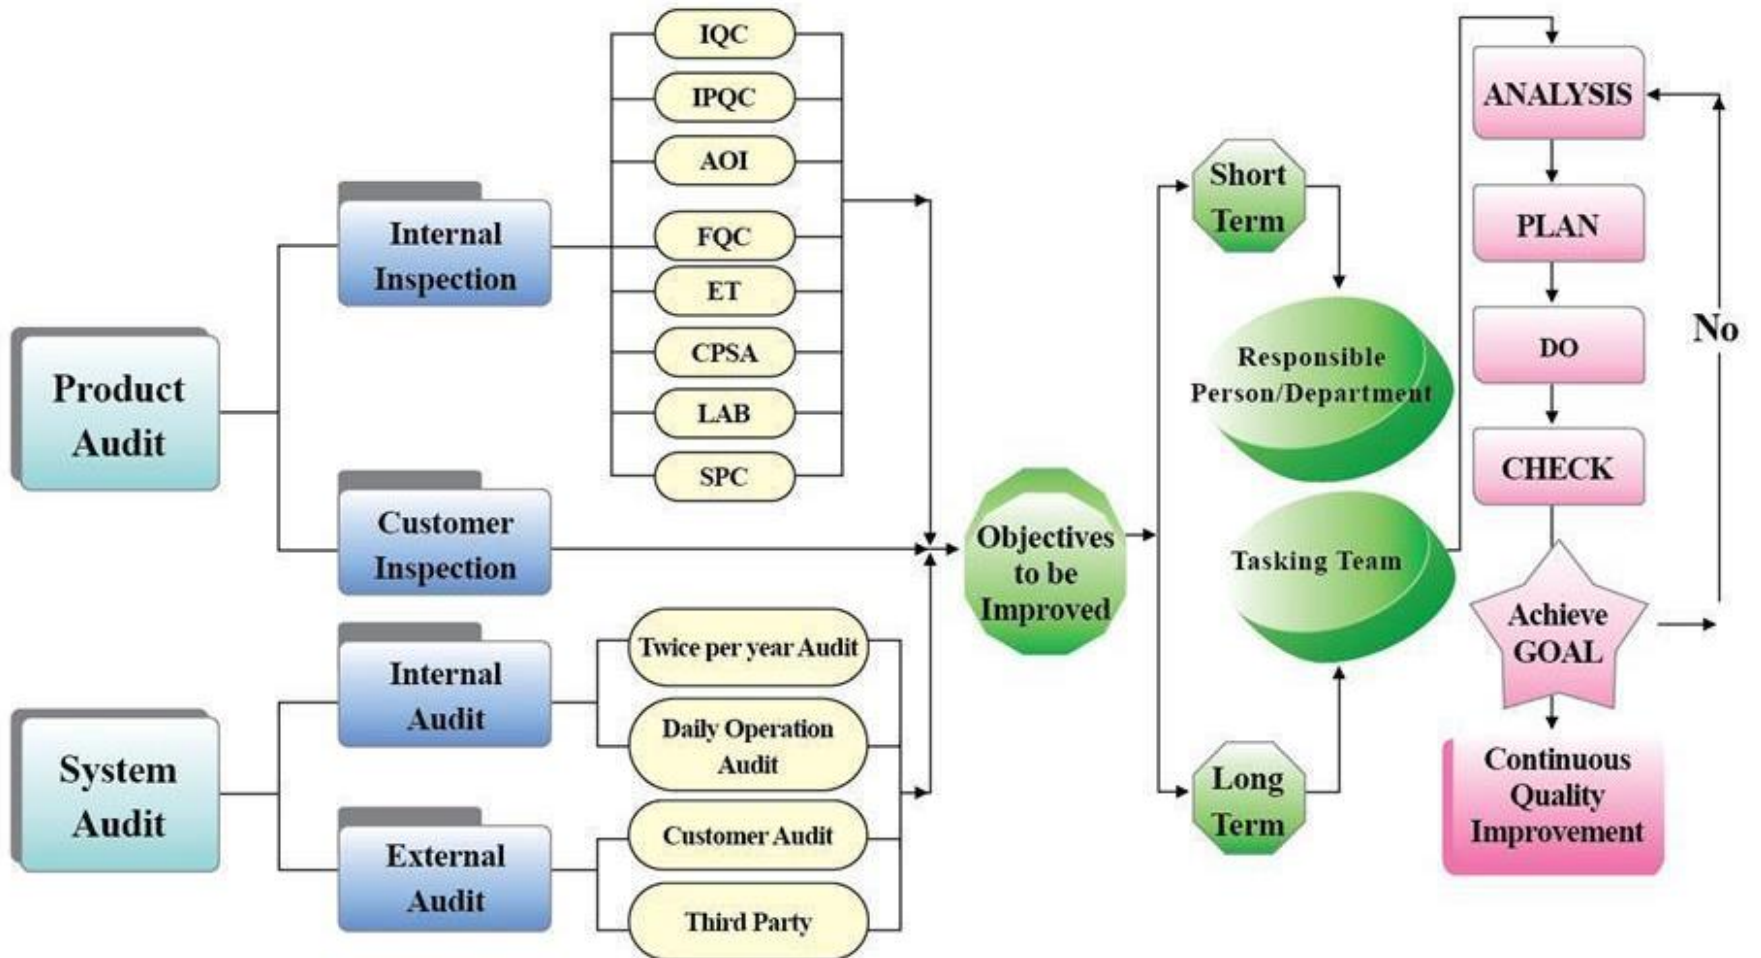 Product
Audit
System
Audit
Internal
Inspection
Customer
Inspection
Internal
Audit
External
Audit
IQC
IPQC
AOI
FQC
ET
CPSA
LAB
SPC
Twice per year Audit
Daily Operation
Audit
Customer Audit
Third Party
Objectives
to be
Improved
Short
Term
Responsible
Person/Department
Tasking Team
Long
Term
ANALYSIS
PLAN
DO
CHECK
Achieve
GOAL
No
Continuous
Quality
Improvement